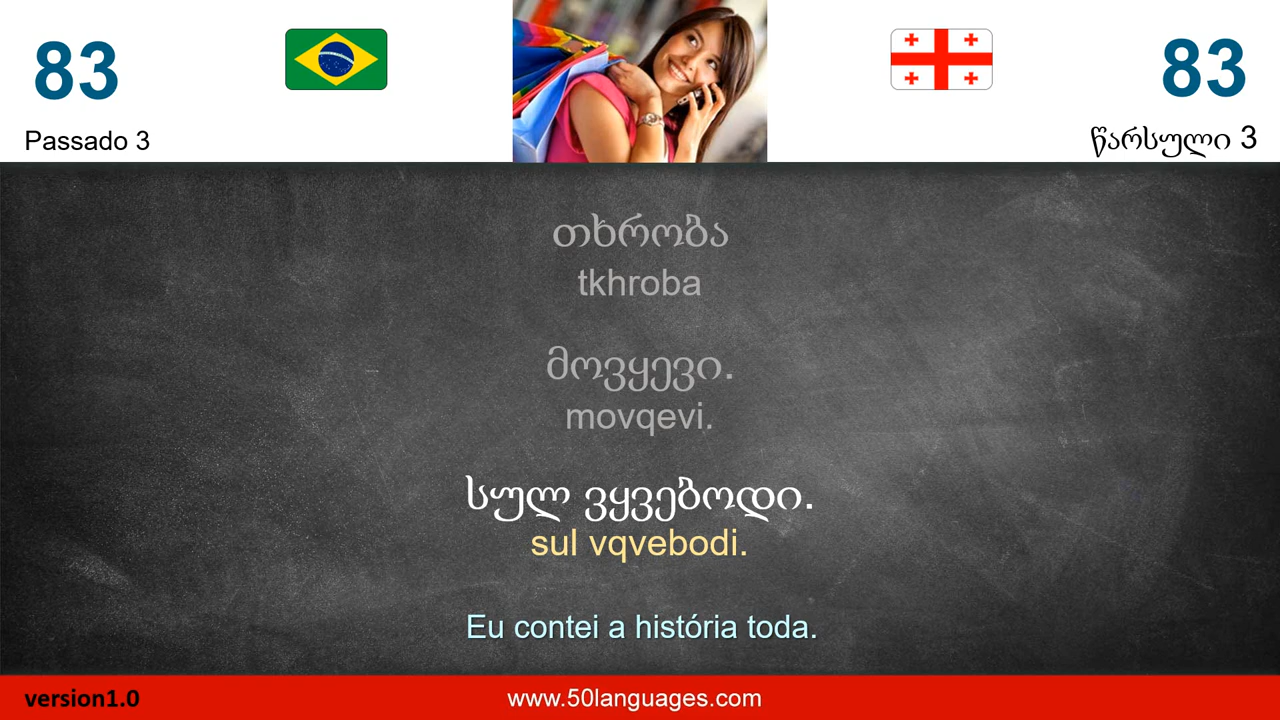 83
83
Passado 3
წარსული 3
თხრობა
tkhroba
მოვყევი.
movqevi.
სულ ვყვებოდი.
sul vqvebodi.
Eu contei a história toda.
version1.0
www.50languages.com